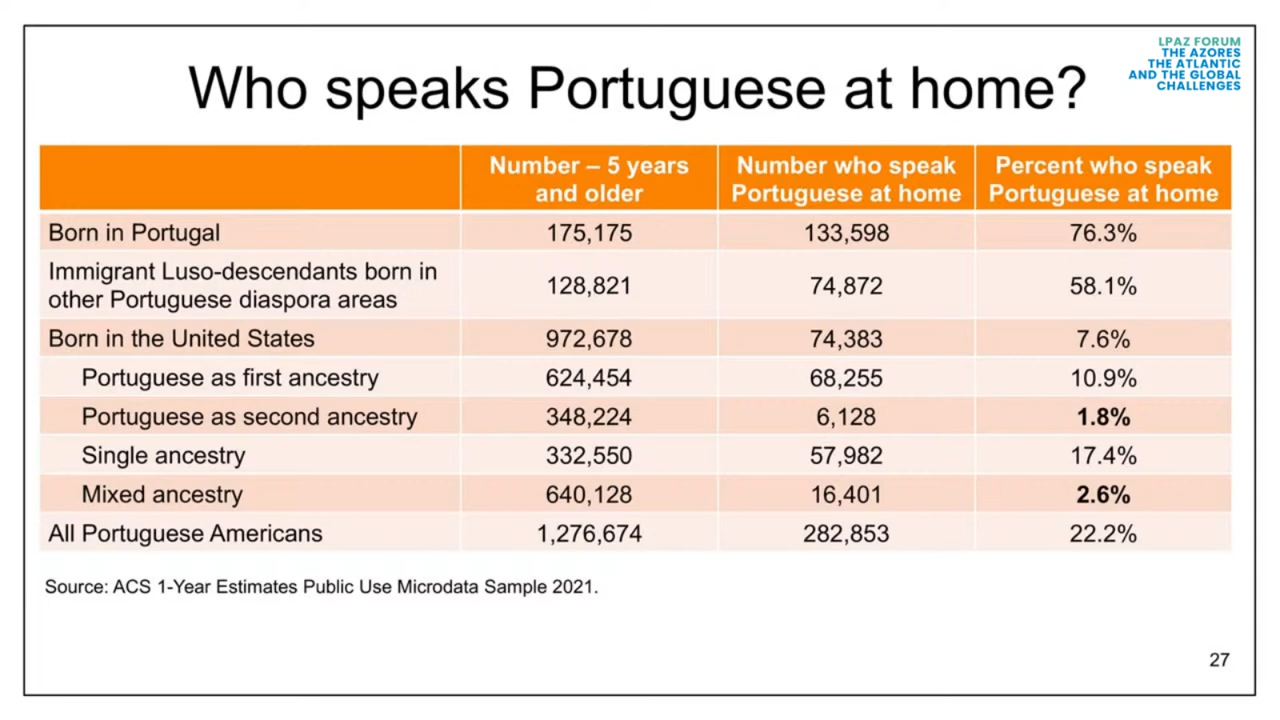 LPAZ FORUM
THE AZORES
THE ATLANTIC
AND THE GLOBAL
CHALLENGES
Who speaks Portuguese at home?
Number – 5 years and older
Number who speak Portuguese at home
Percent who speak Portuguese at home
Born in Portugal 175,175 133,598 76.3%
Immigrant Luso-descendants born in other Portuguese diaspora areas 128,821 74,872 58.1%
Born in the United States 972,678 74,383 7.6%
Portuguese as first ancestry 624,454 68,255 10.9%
Portuguese as second ancestry 348,224 6,128 1.8%
Single ancestry 332,550 57,982 17.4%
Mixed ancestry 640,128 16,401 2.6%
All Portuguese Americans 1,276,674 282,853 22.2%
Source: ACS 1-Year Estimates Public Use Microdata Sample 2021.
27